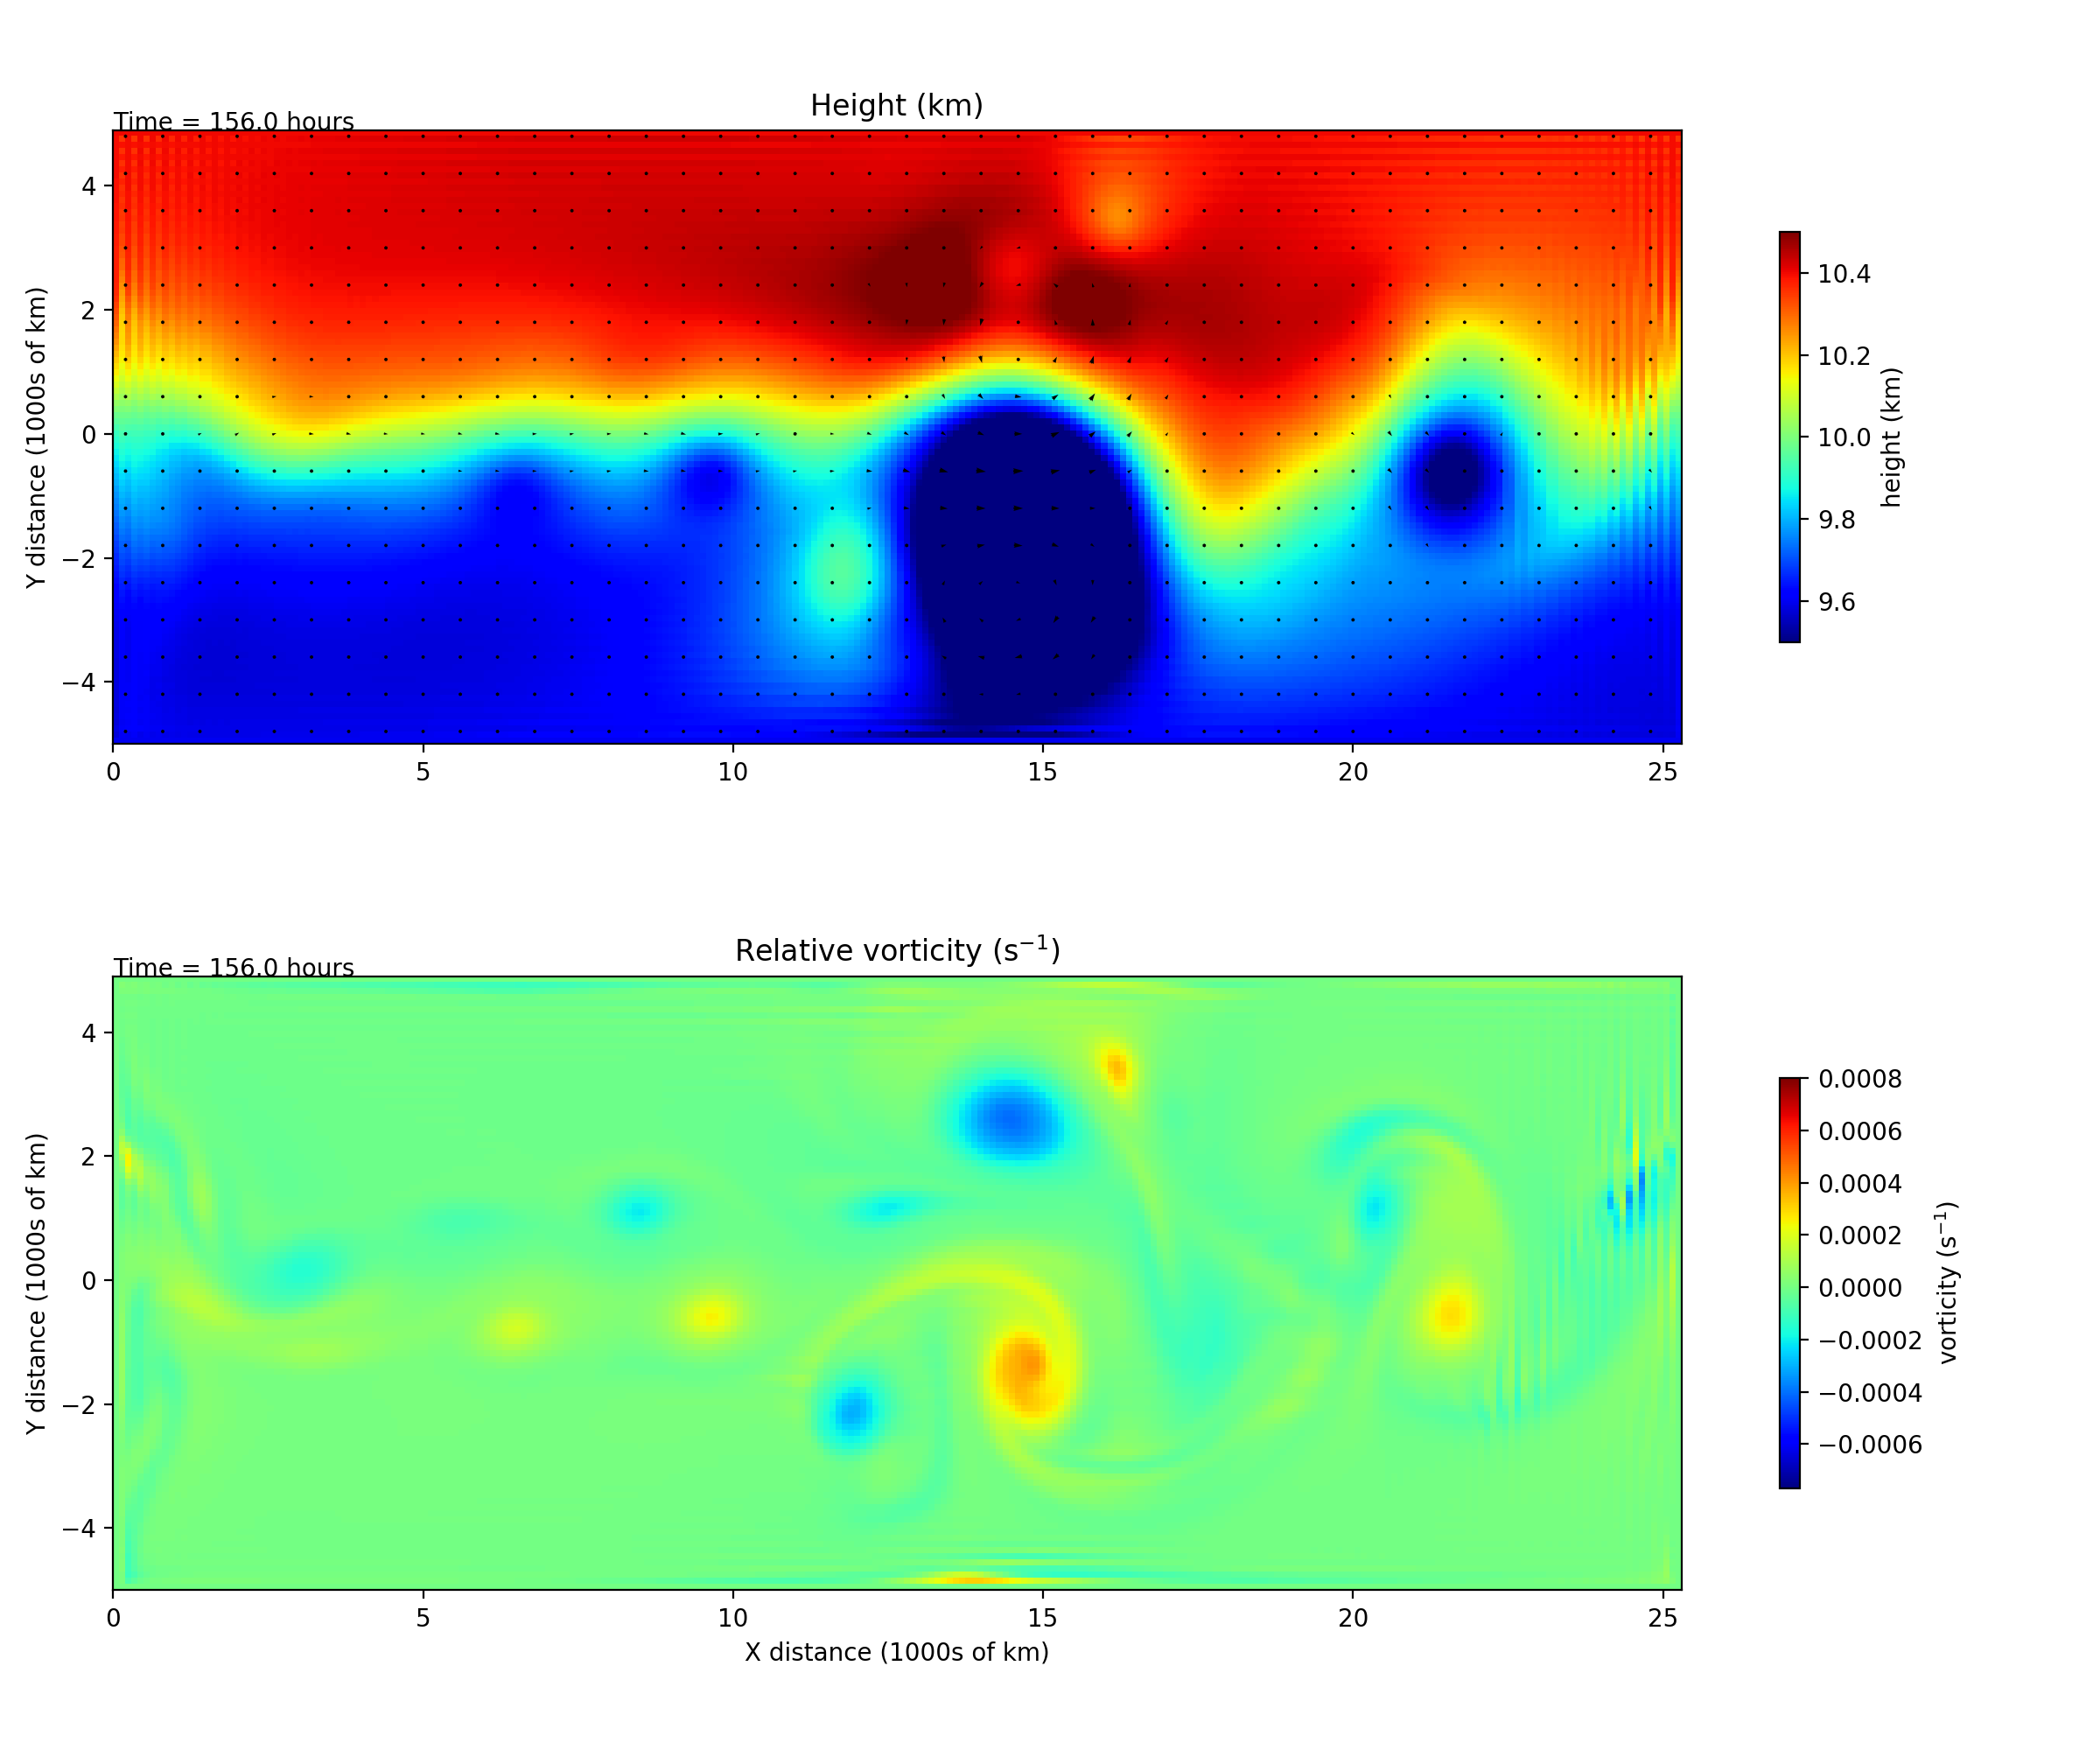 Height (km)
Time = 156.0 hours
Y distance (1000s of km)
4
2
0
−2
−4
0 5 10 15 20 25
10.4
10.2
10.0
9.8
9.6
height (km)
Relative vorticity (s⁻¹)
Time = 156.0 hours
Y distance (1000s of km)
4
2
0
−2
−4
0 5 10 15 20 25
X distance (1000s of km)
0.0008
0.0006
0.0004
0.0002
0.0000
−0.0002
−0.0004
−0.0006
vorticity (s⁻¹)